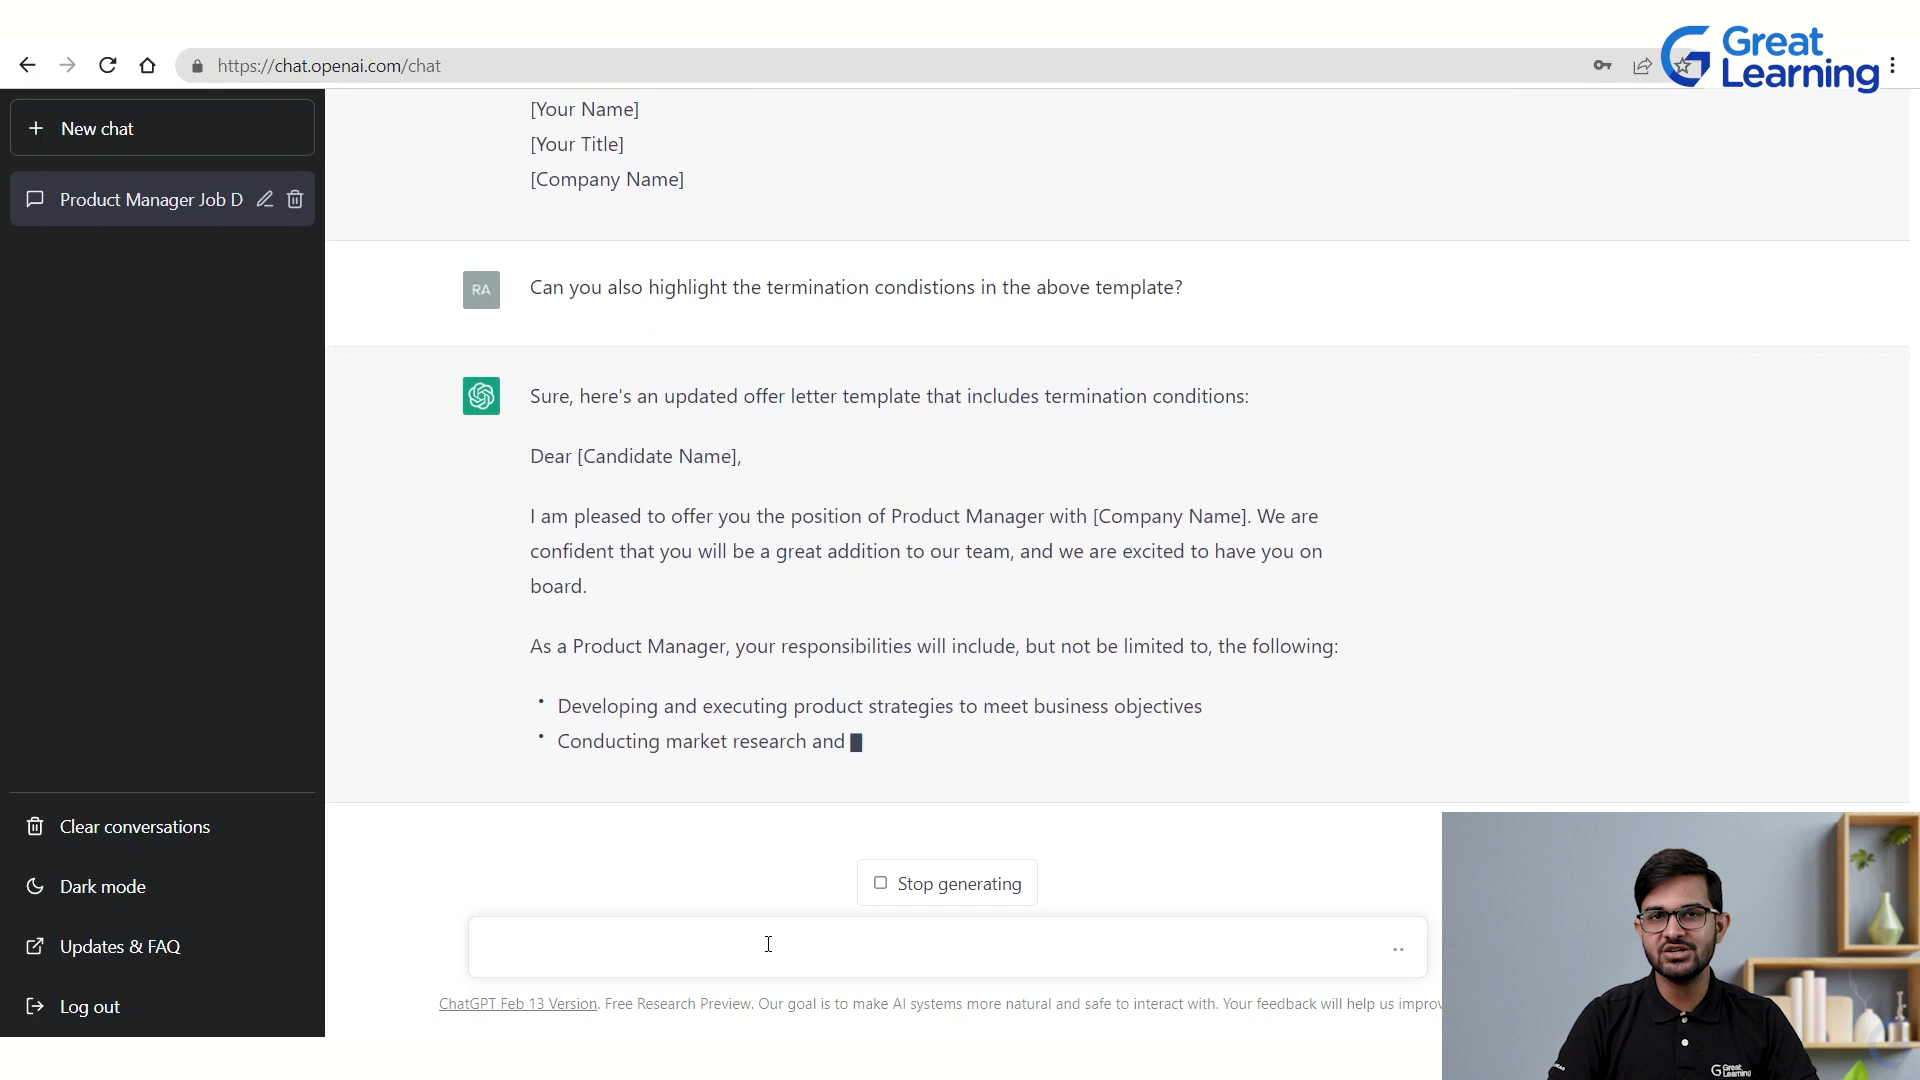 Great
Learning
https://chat.openai.com/chat
New chat
Product Manager Job D
[Your Name]
[Your Title]
[Company Name]
RA
Can you also highlight the termination condistions in the above template?
Sure, here's an updated offer letter template that includes termination conditions:
Dear [Candidate Name],
I am pleased to offer you the position of Product Manager with [Company Name]. We are
confident that you will be a great addition to our team, and we are excited to have you on
board.
As a Product Manager, your responsibilities will include, but not be limited to, the following:
• Developing and executing product strategies to meet business objectives
• Conducting market research and
Clear conversations
Dark mode
Updates & FAQ
Log out
Stop generating
ChatGPT Feb 13 Version. Free Research Preview. Our goal is to make AI systems more natural and safe to interact with. Your feedback will help us improv
Great
Learning